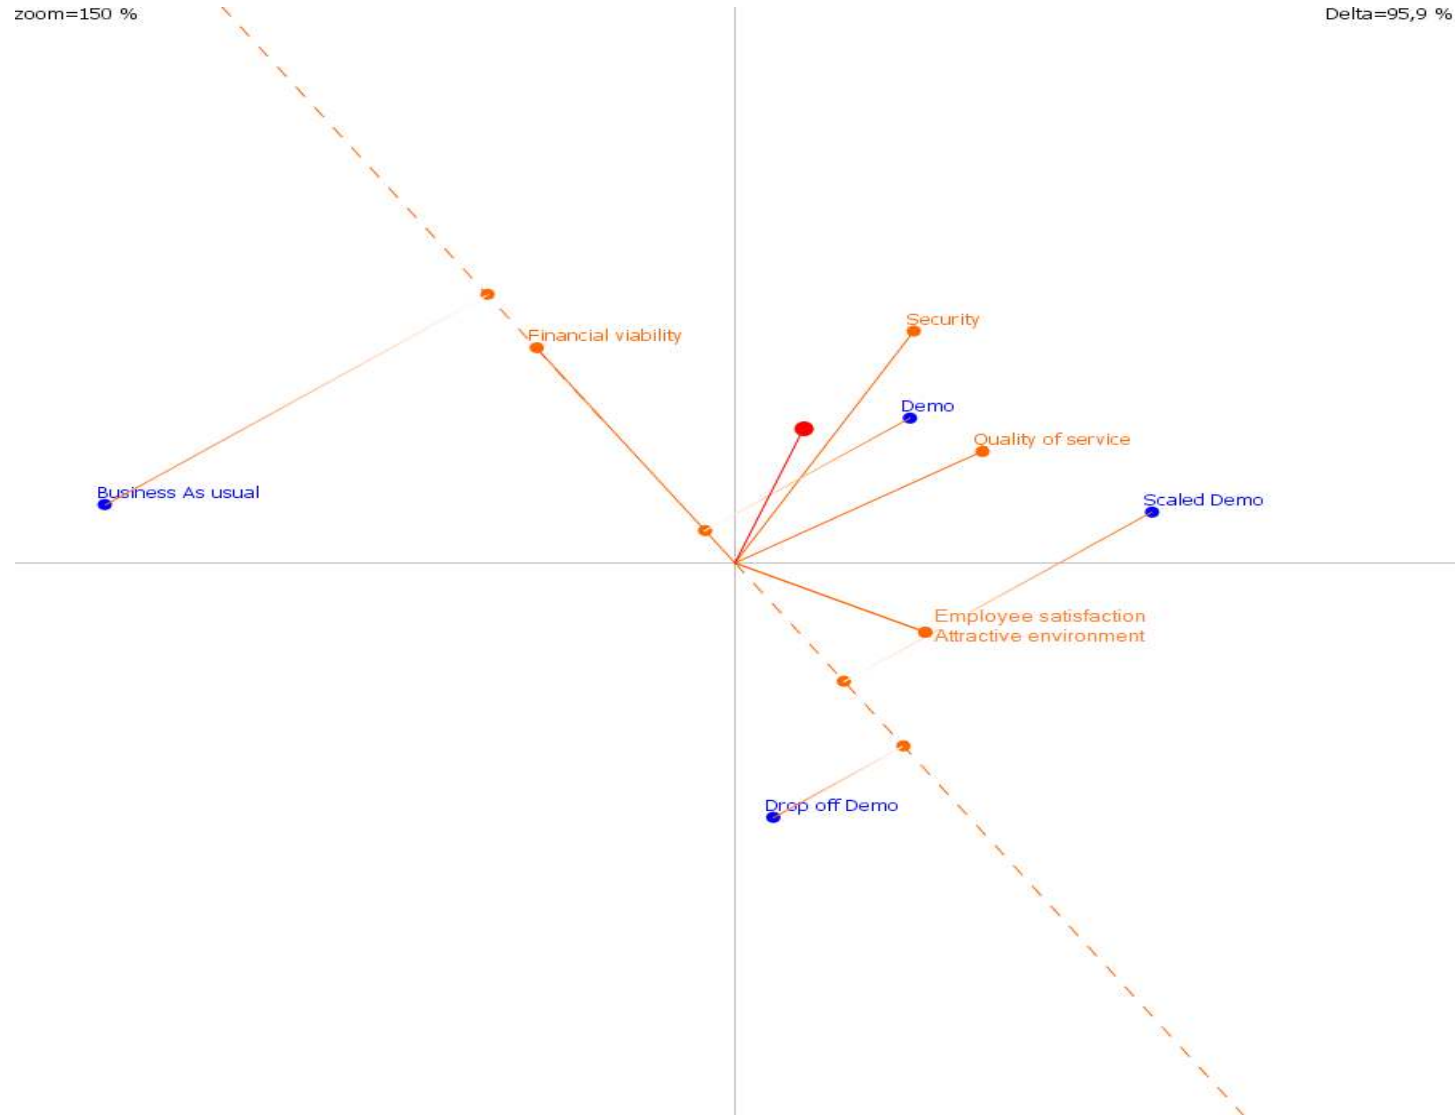 zoom=150 %
Delta=95,9 %
Security
Financial viability
Demo
Quality of service
Business As usual
Scaled Demo
Employee satisfaction
Attractive environment
Drop off Demo